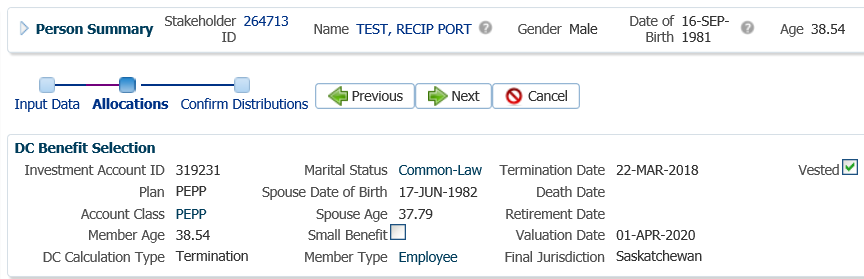 Person Summary Stakeholder ID 264713 Name TEST, RECIP PORT ? Gender Male Date of Birth 16-SEP-1981 ? Age 38.54
Input Data Allocations Confirm Distributions Previous Next Cancel
DC Benefit Selection
Investment Account ID 319231 Marital Status Common-Law Termination Date 22-MAR-2018 Vested
Plan PEPP Spouse Date of Birth 17-JUN-1982 Death Date
Account Class PEPP Spouse Age 37.79 Retirement Date
Member Age 38.54 Small Benefit Valuation Date 01-APR-2020
DC Calculation Type Termination Member Type Employee Final Jurisdiction Saskatchewan